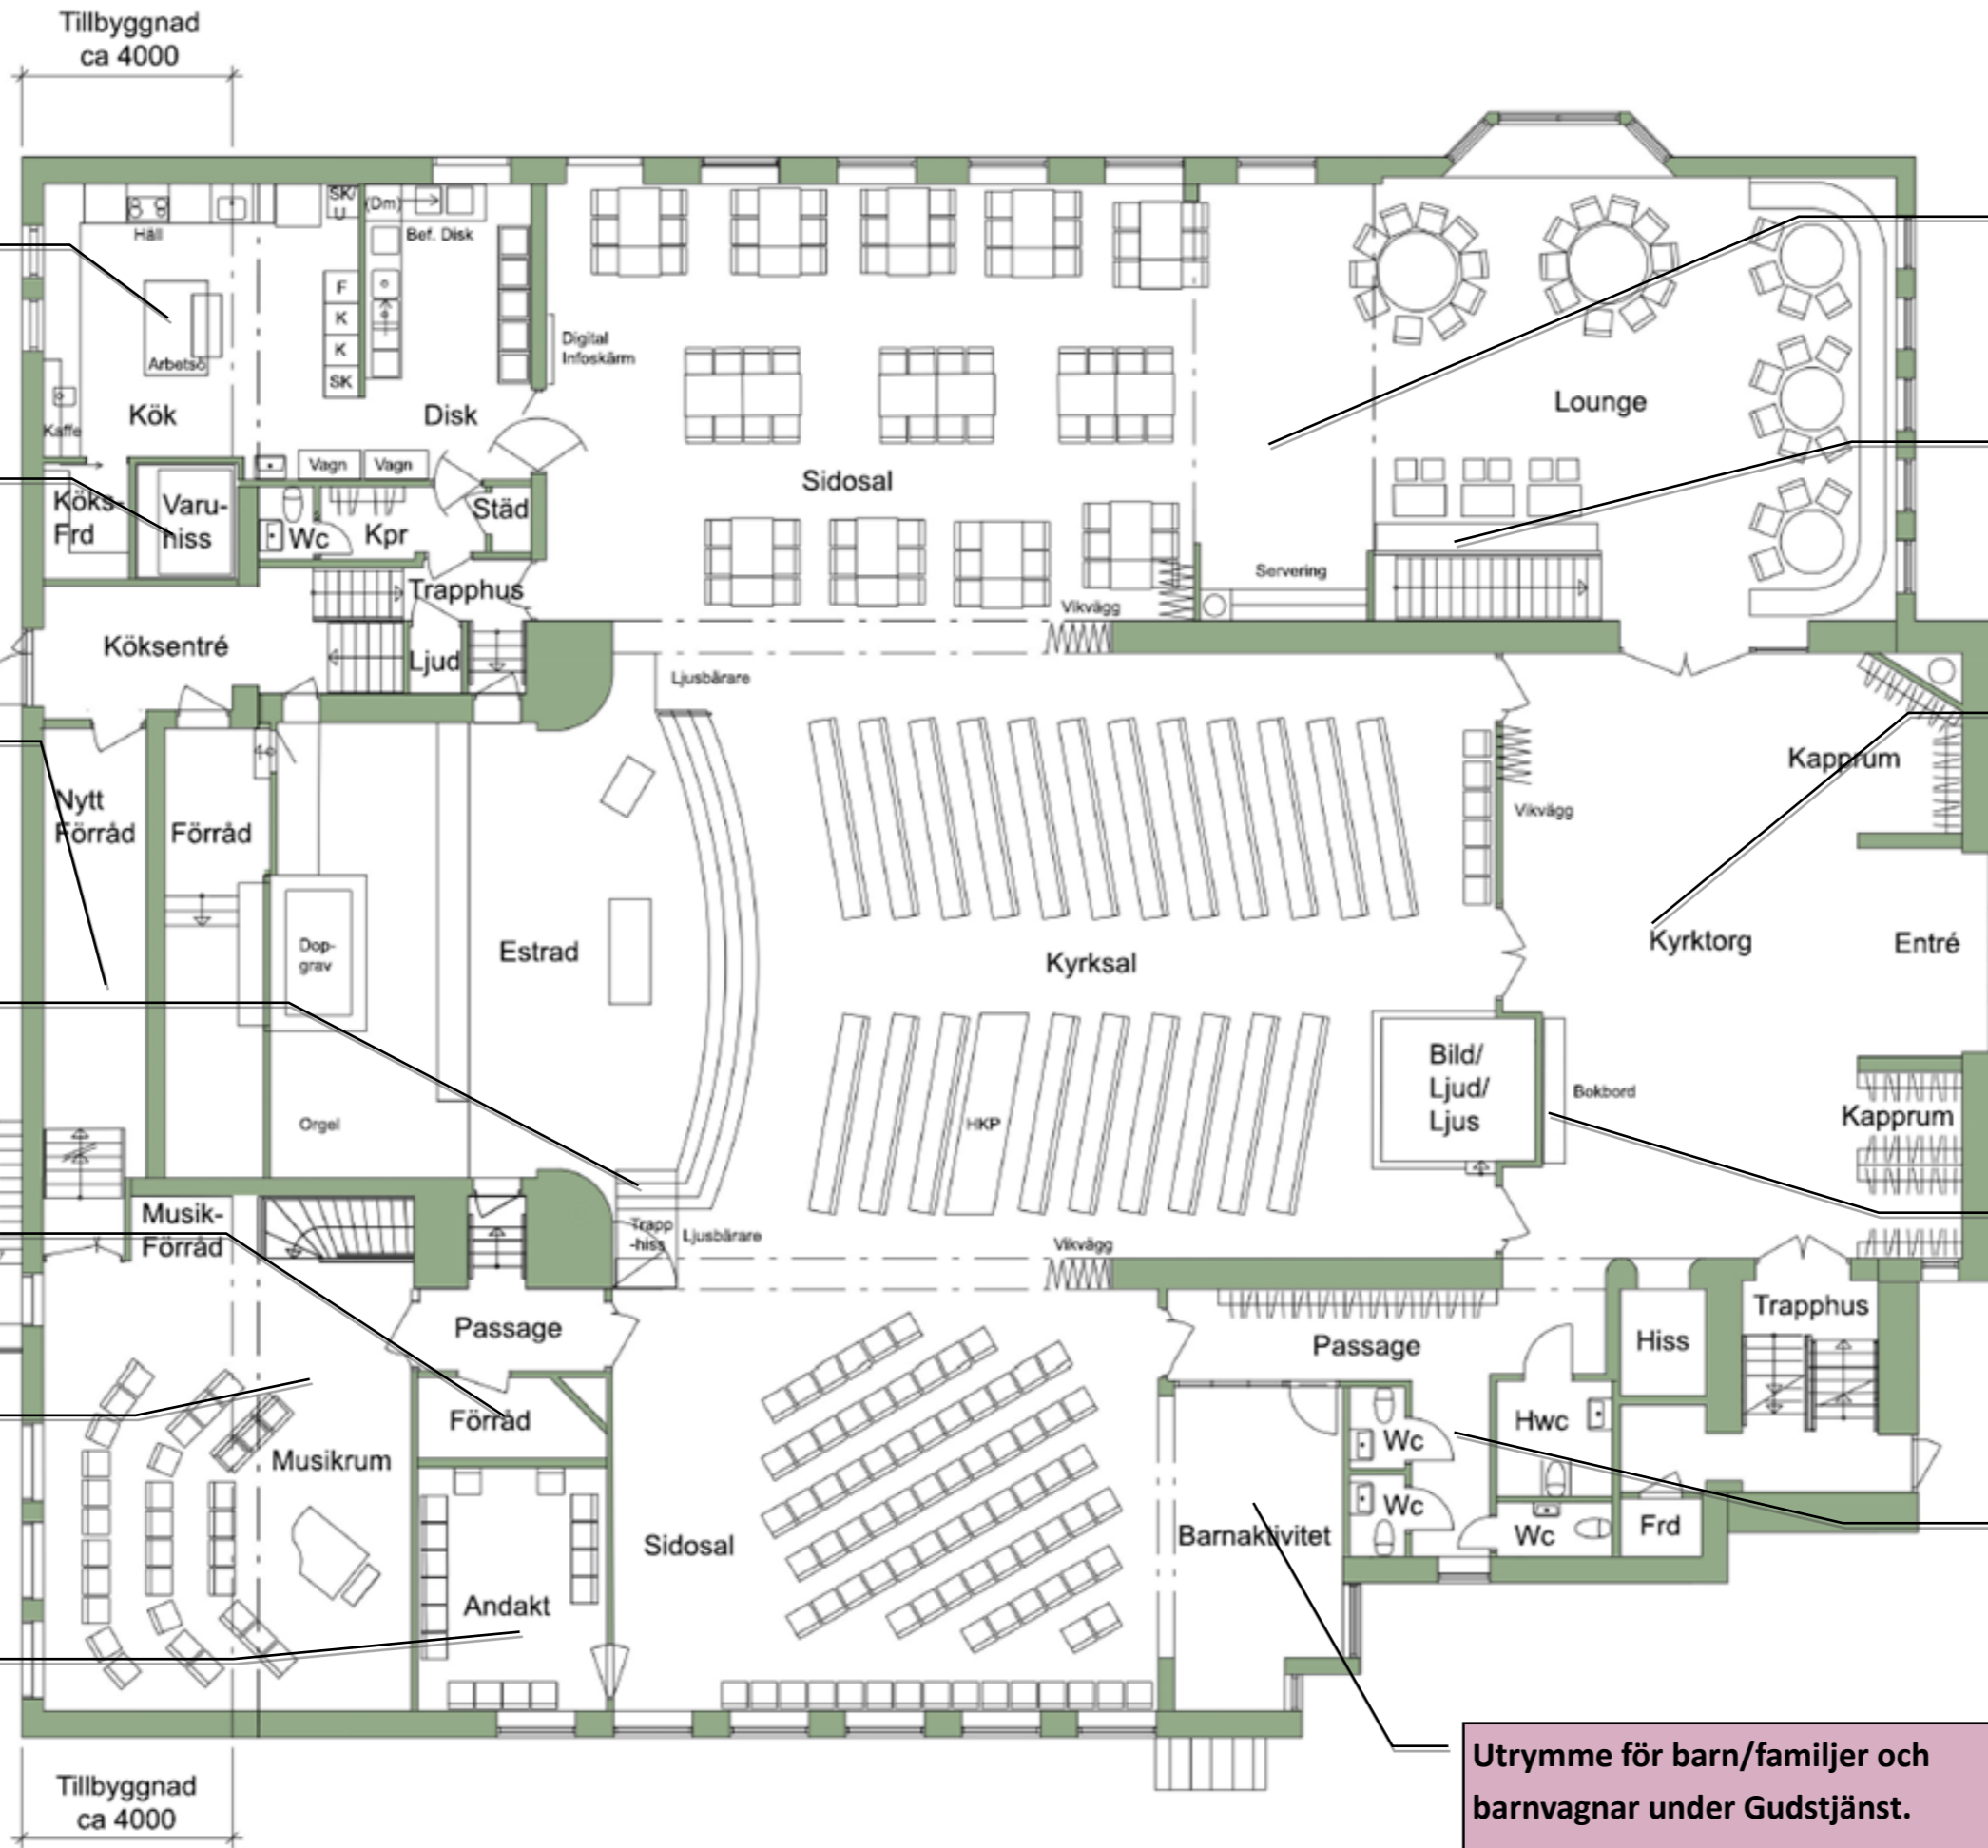 Tillbyggnad
ca 4000
SK/
U
(Dm)
Häll
Bef. Disk
F
K
K
SK
Arbetsö
Digital
Infoskärm
Kök
Disk
Kaffe
Lounge
Vagn
Vagn
Sidosal
Köks-
Frd
Varu-
hiss
Wc
Kpr
Städ
Trapphus
Servering
Vikvägg
Köksentré
Ljud
Ljusbärare
Kapprum
Nytt
Förråd
Förråd
Vikvägg
Dop-
grav
Estrad
Kyrksal
Kyrktorg
Entré
Bild/
Ljud/
Ljus
Bokbord
Orgel
HKP
Kapprum
Musik-
Förråd
Trapp
-hiss
Ljusbärare
Vikvägg
Passage
Passage
Hiss
Trapphus
Förråd
Wc
Hwc
Musikrum
Wc
Sidosal
Barnaktivitet
Wc
Frd
Andakt
Tillbyggnad
ca 4000
Utrymme för barn/familjer och
barnvagnar under Gudstjänst.